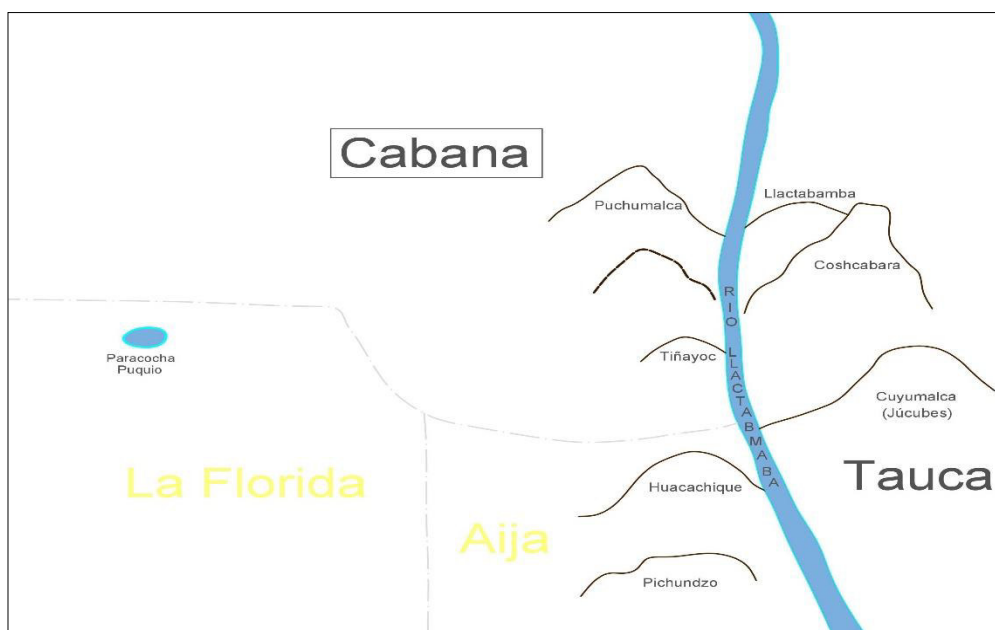 Cabana
Llactabamba
Puchumalca
Coshcabara
RIO LLACTABMABA
Paracocha
Puquio
Tiñayoc
Cuyumalca
(Júcubes)
La Florida
Huacachique
Tauca
Aija
Pichundzo